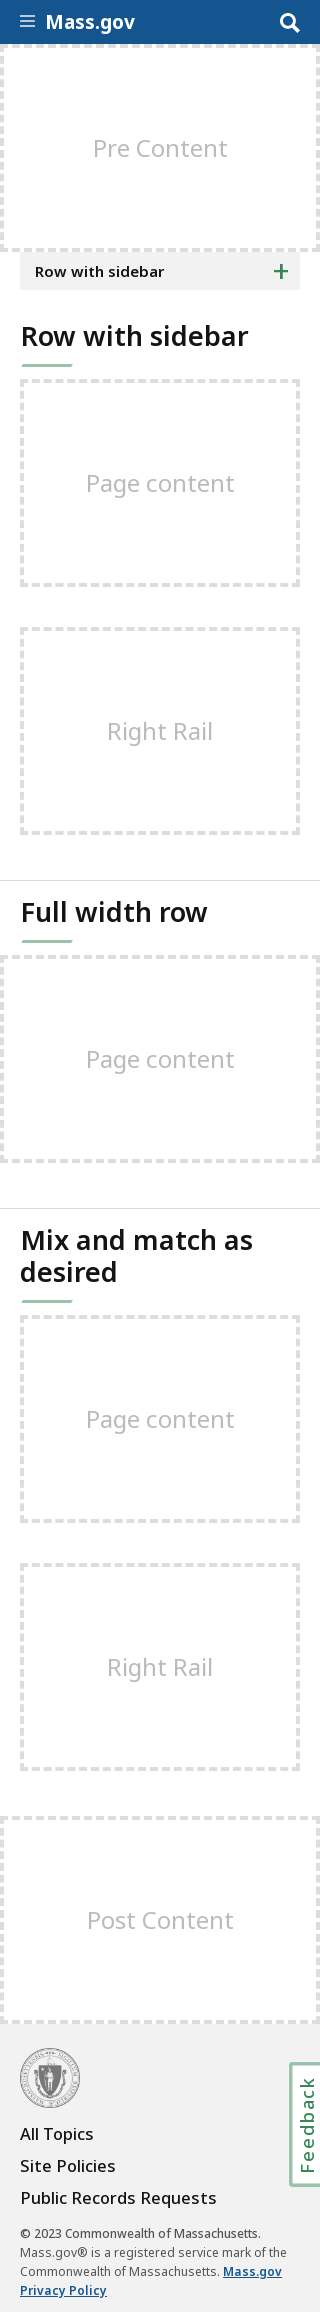 Mass.gov
Pre Content
Row with sidebar
Row with sidebar
Page content
Right Rail
Full width row
Page content
Mix and match as
desired
Page content
Right Rail
Post Content
All Topics
Site Policies
Public Records Requests
Feedback
© 2023 Commonwealth of Massachusetts.
Mass.gov® is a registered service mark of the
Commonwealth of Massachusetts. Mass.gov
Privacy Policy